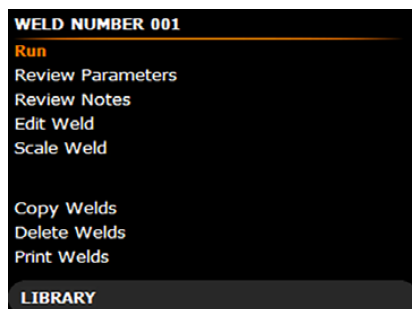 WELD NUMBER 001
Run
Review Parameters
Review Notes
Edit Weld
Scale Weld
Copy Welds
Delete Welds
Print Welds
LIBRARY